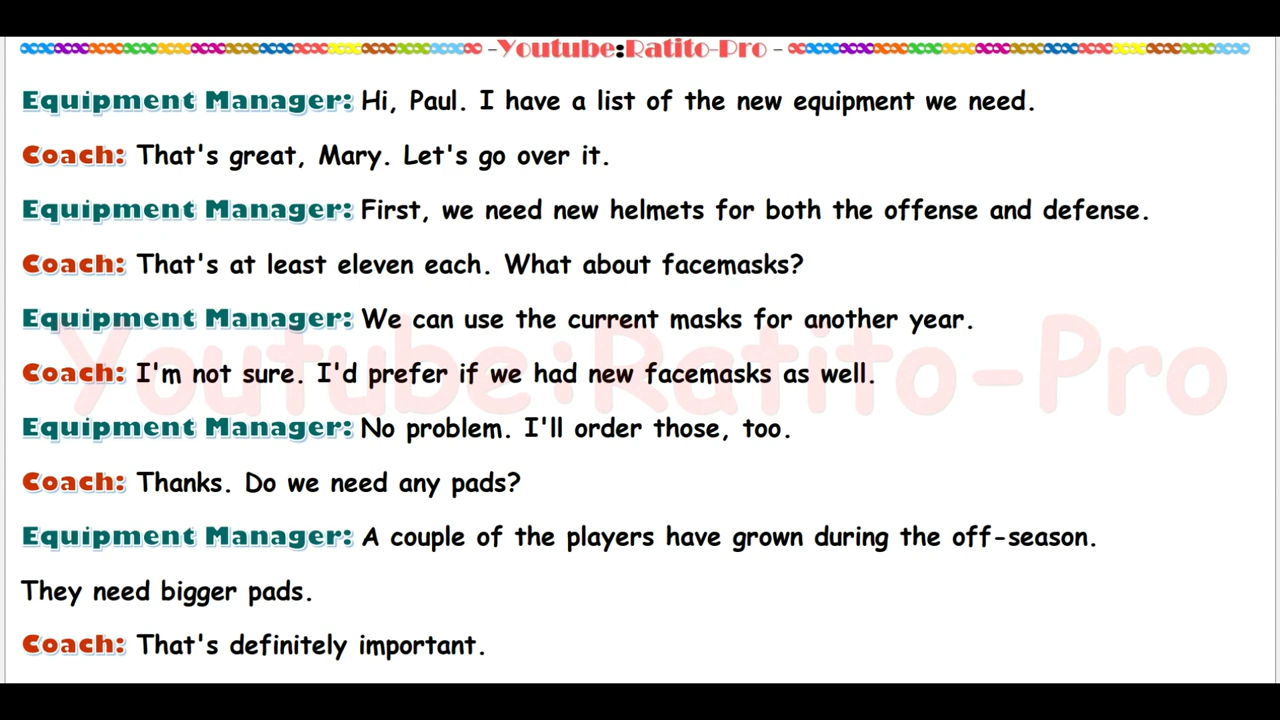 -Youtube:Ratito-Pro -
Equipment Manager: Hi, Paul. I have a list of the new equipment we need.
Coach: That's great, Mary. Let's go over it.
Equipment Manager: First, we need new helmets for both the offense and defense.
Coach: That's at least eleven each. What about facemasks?
Equipment Manager: We can use the current masks for another year.
Coach: I'm not sure. I'd prefer if we had new facemasks as well.
Equipment Manager: No problem. I'll order those, too.
Coach: Thanks. Do we need any pads?
Equipment Manager: A couple of the players have grown during the off-season.
They need bigger pads.
Coach: That's definitely important.
Youtube:Ratito-Pro